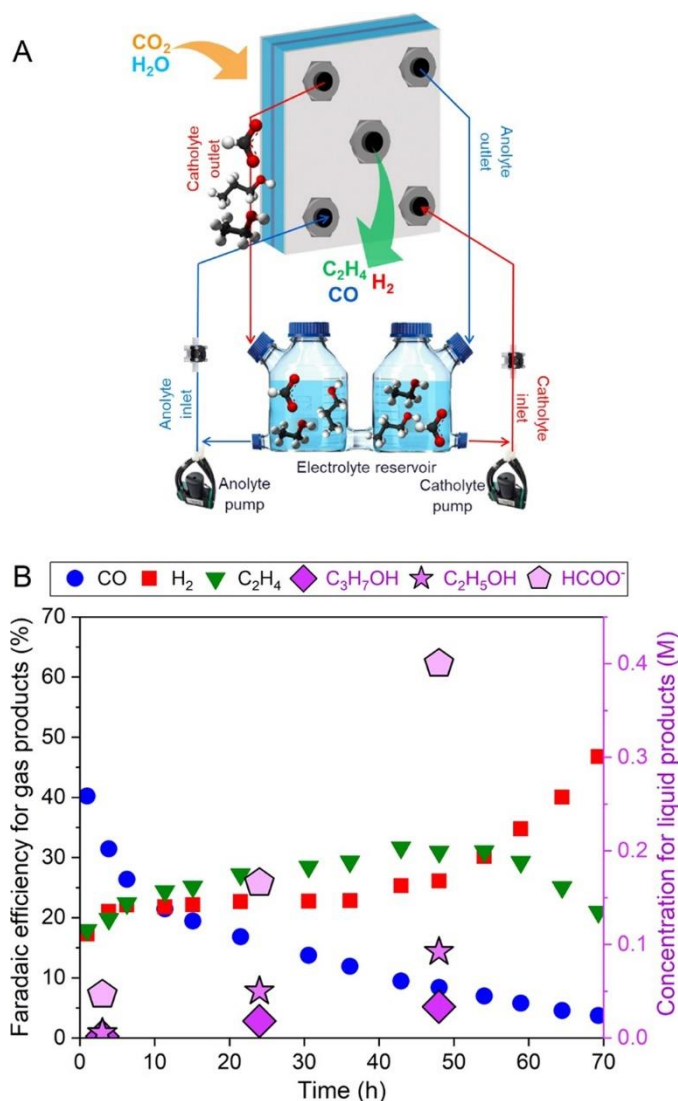 A
CO₂
H₂O
Catholyte
outlet
Anolyte
outlet
C₂H₄
H₂
CO
Anolyte
inlet
Catholyte
inlet
Electrolyte reservoir
Anolyte
pump
Catholyte
pump
B
CO H₂ C₂H₄ C₃H₇OH C₂H₅OH HCOO⁻
Faradaic efficiency for gas products (%)
70
60
50
40
30
20
10
0
0 10 20 30 40 50 60 70
Time (h)
0.4
0.3
0.2
0.1
0.0
Concentration for liquid products (M)